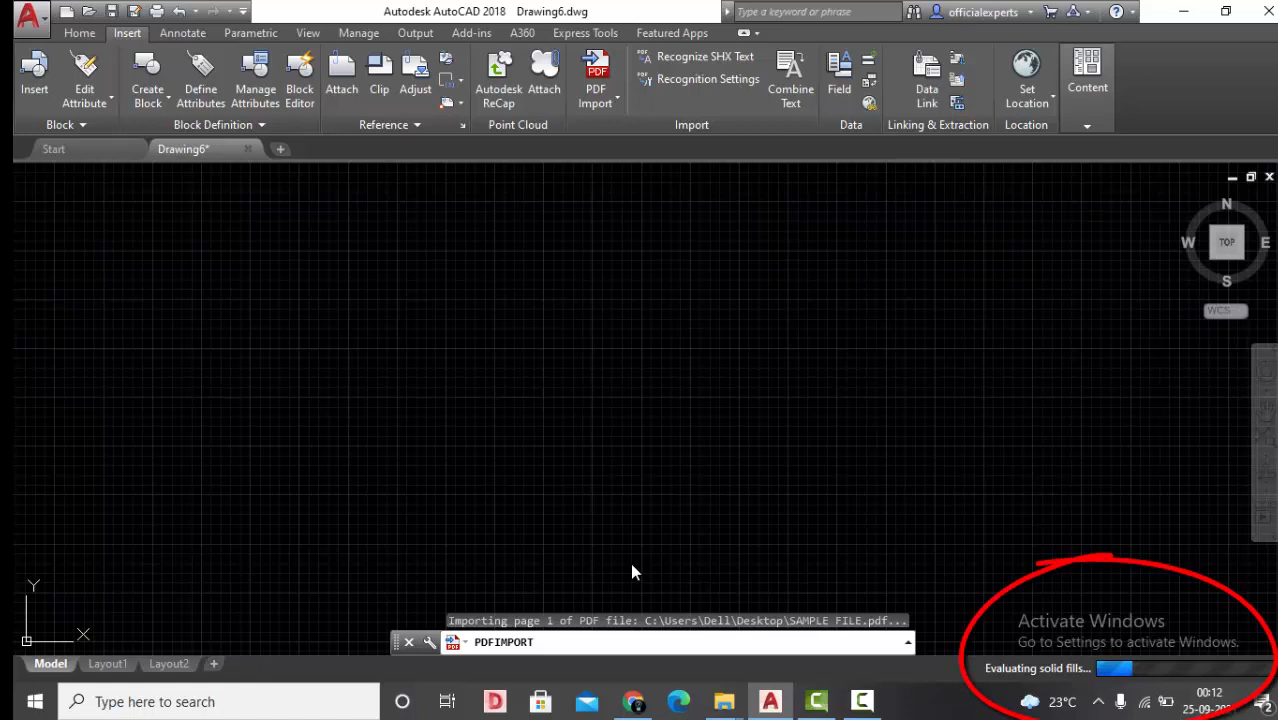 Autodesk AutoCAD 2018 Drawing6.dwg
Type a keyword or phrase
officialexperts
Home Insert Annotate Parametric View Manage Output Add-ins A360 Express Tools Featured Apps
Insert
Edit
Attribute
Create
Block
Define
Attributes
Manage
Attributes
Block
Editor
Attach
Clip
Adjust
Autodesk
ReCap
Attach
PDF
PDF
Import
Recognize SHX Text
Recognition Settings
Combine
Text
Field
Data
Link
Set
Location
Content
Block Block Definition Reference Point Cloud Import Data Linking & Extraction Location
Start Drawing6*
N
W TOP E
S
WCS
Y
X
Importing page 1 of PDF file: C:\Users\Dell\Desktop\SAMPLE FILE.pdf...
PDFIMPORT
Activate Windows
Go to Settings to activate Windows.
Model Layout1 Layout2
Evaluating solid fills...
Type here to search
23°C
00:12
25-09-20
2